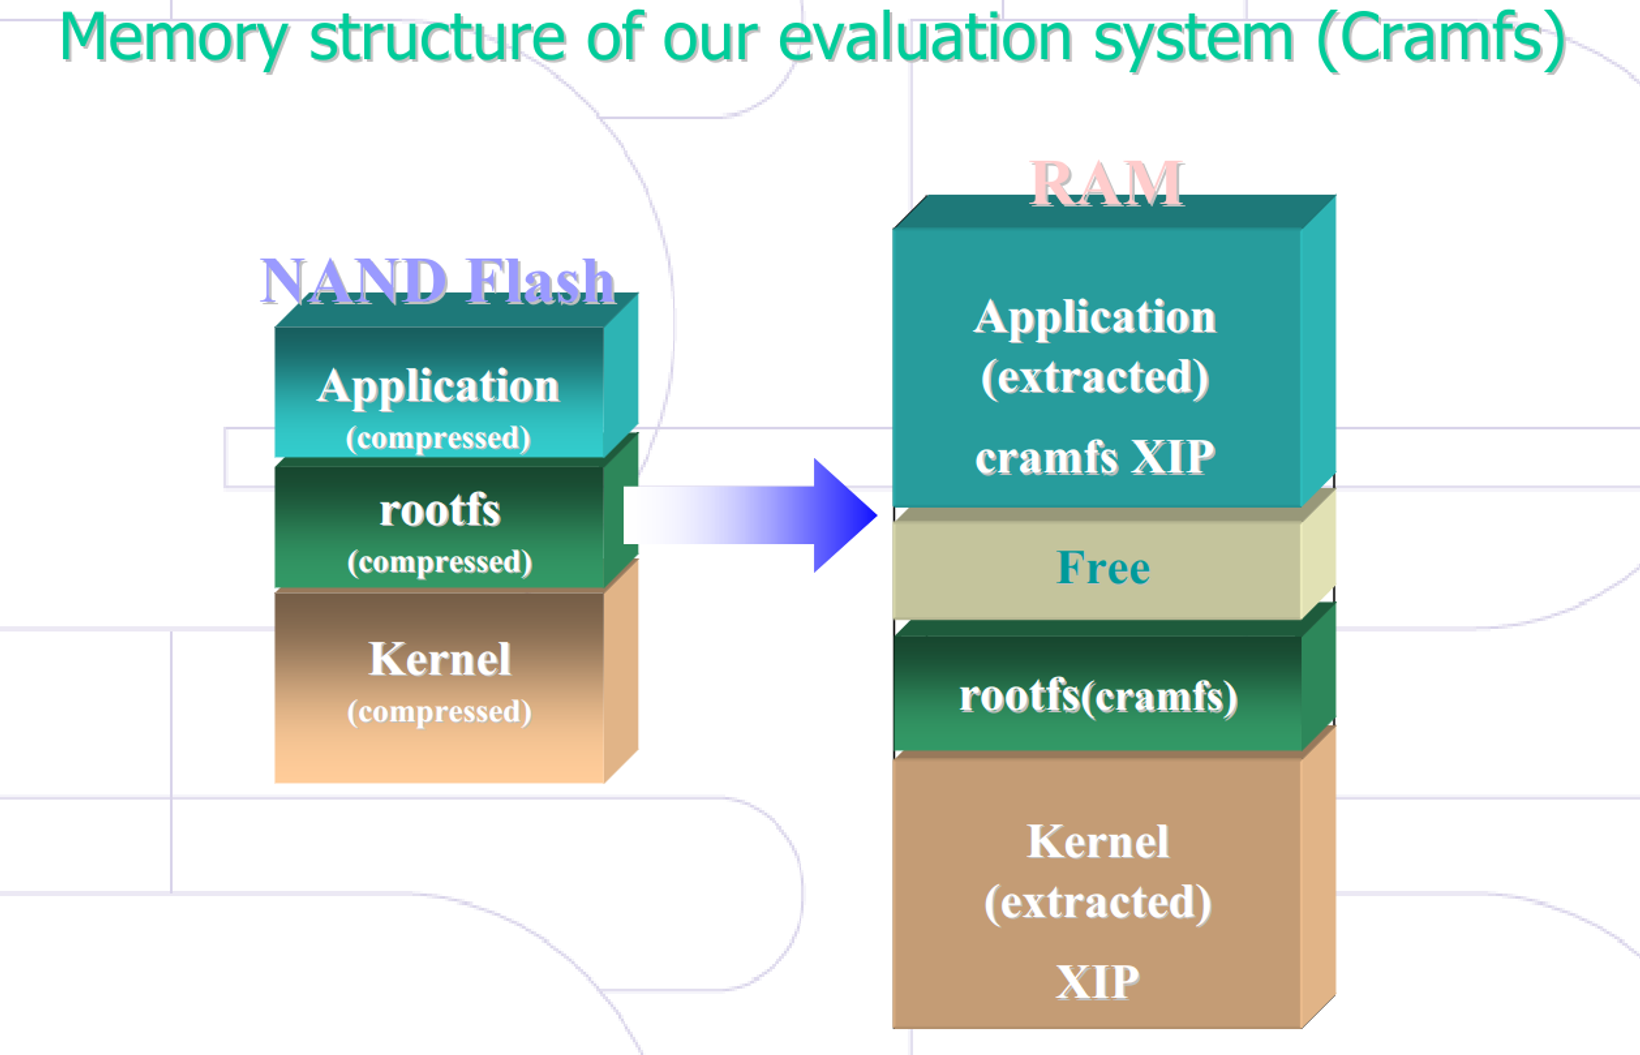 Memory structure of our evaluation system (Cramfs)
NAND Flash
Application
(compressed)
rootfs
(compressed)
Kernel
(compressed)
RAM
Application
(extracted)
cramfs XIP
Free
rootfs(cramfs)
Kernel
(extracted)
XIP